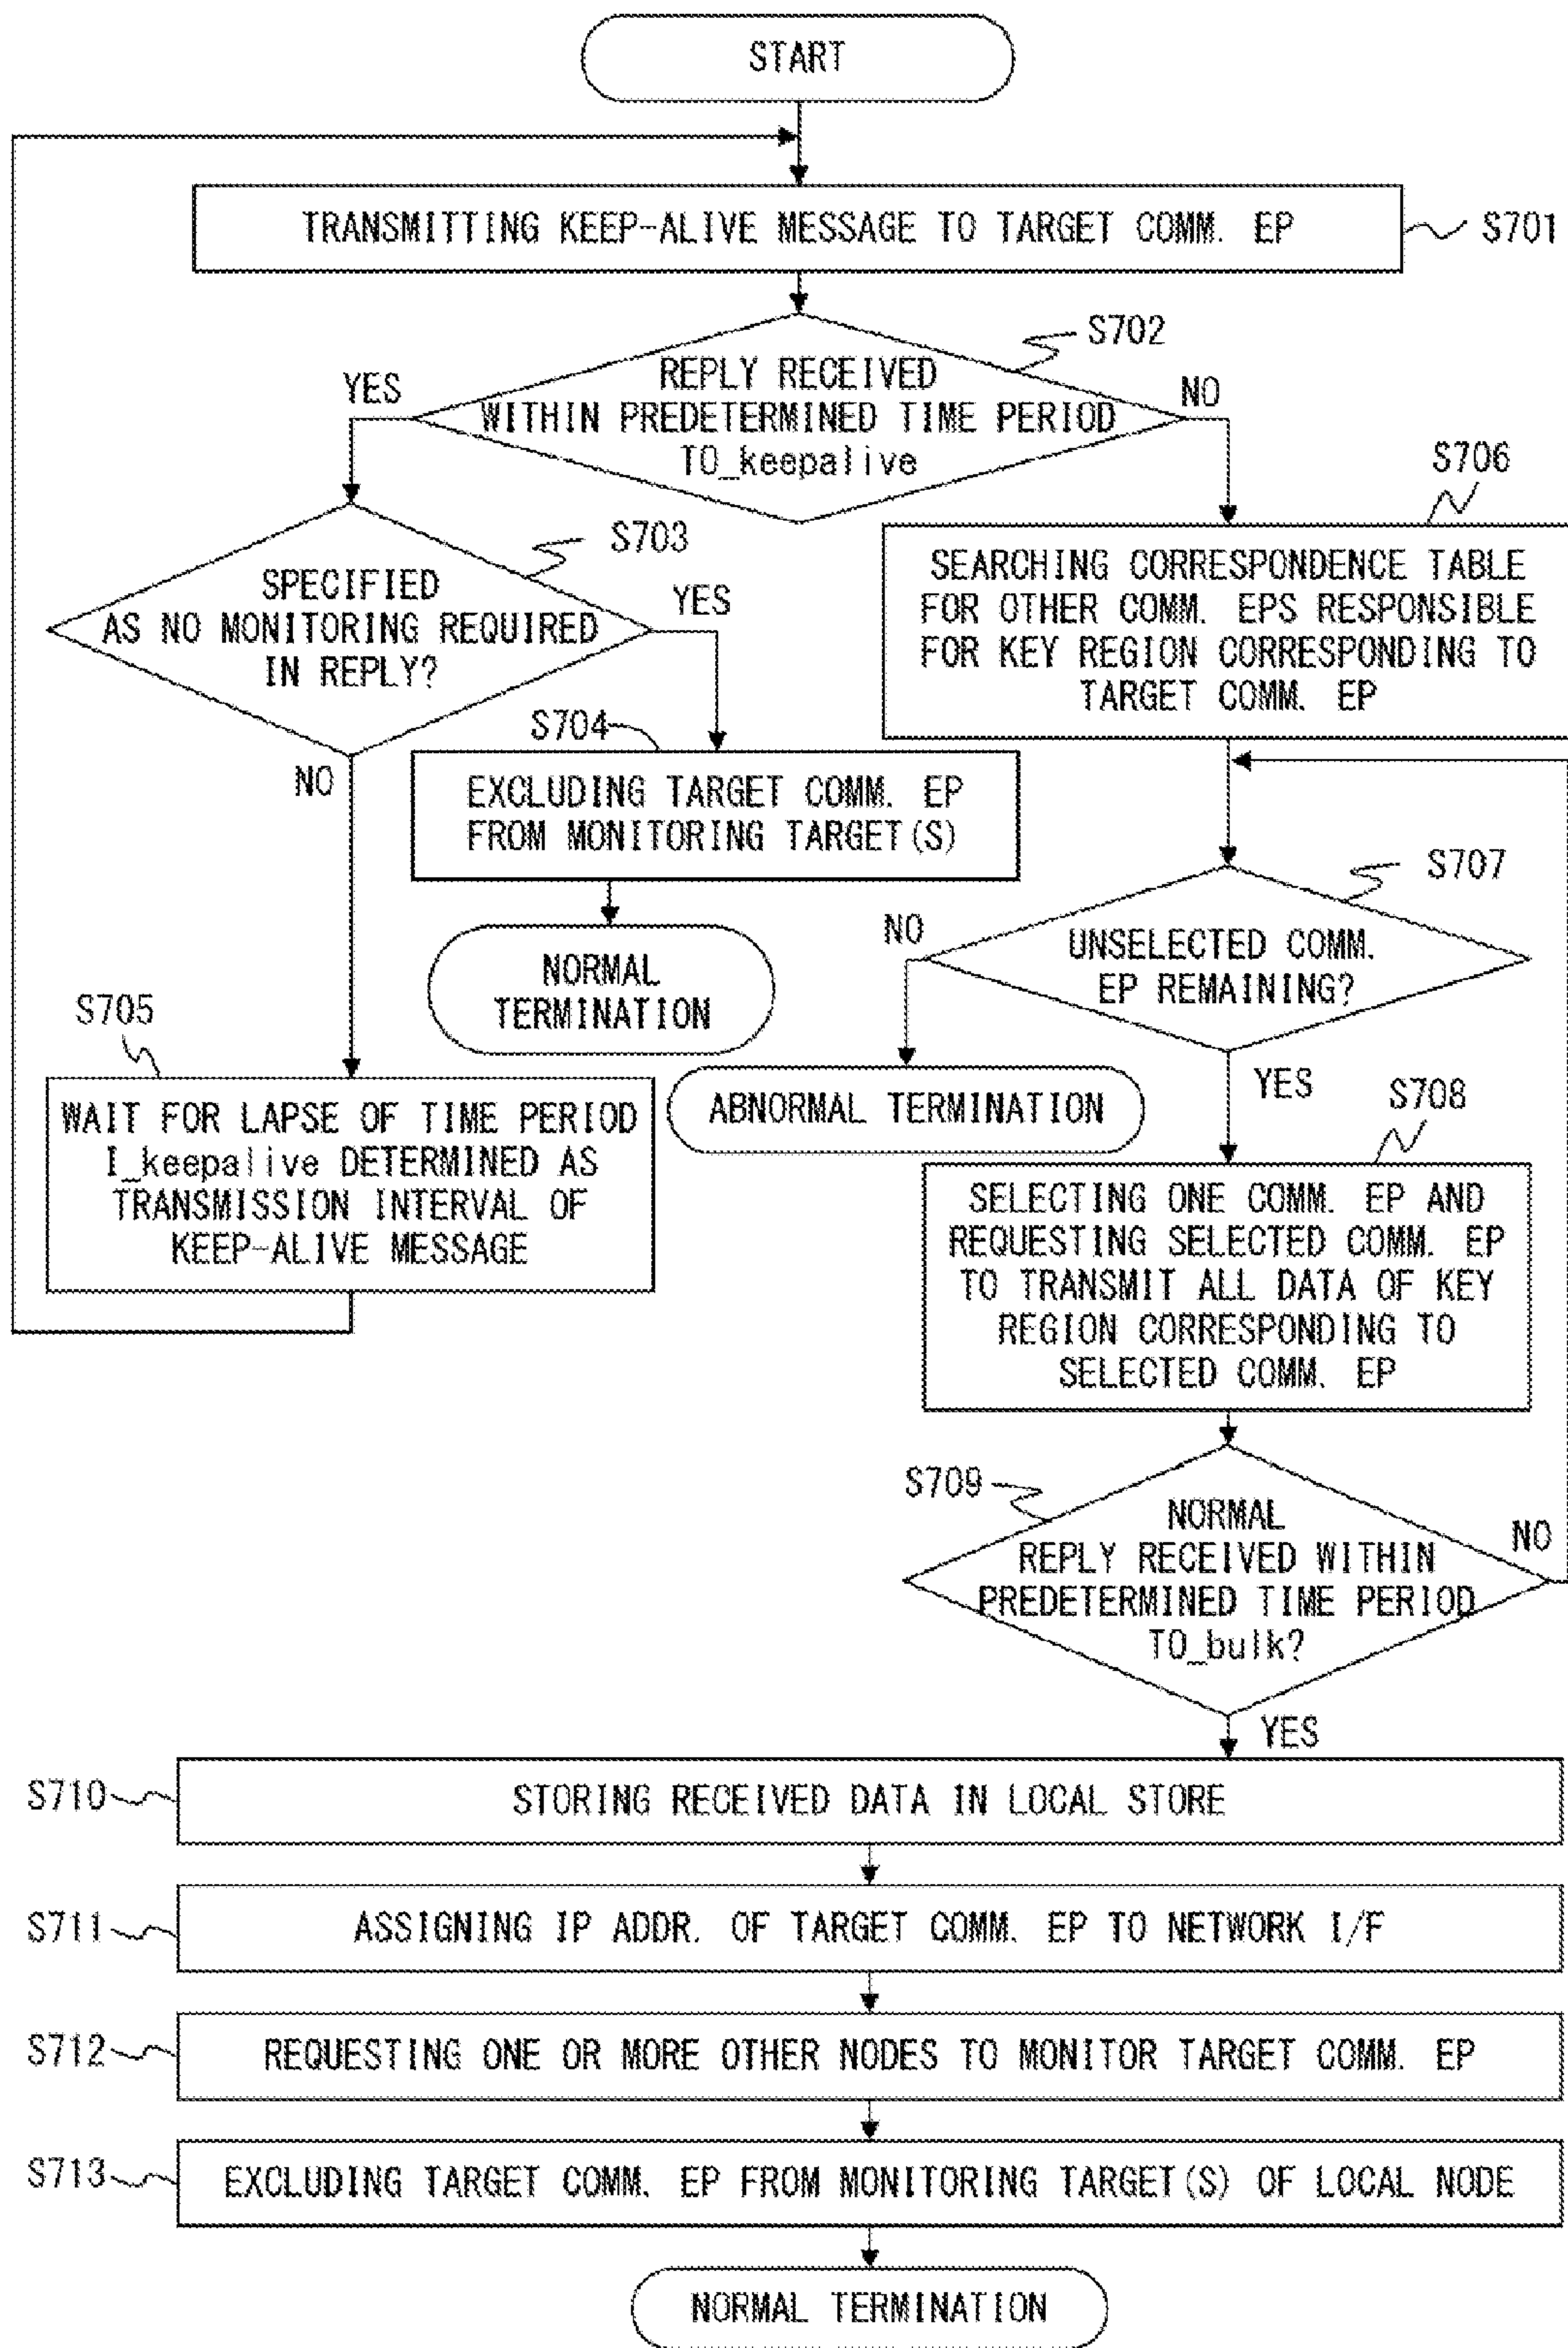 START
TRANSMITTING KEEP-ALIVE MESSAGE TO TARGET COMM. EP
S701
S702
REPLY RECEIVED
WITHIN PREDETERMINED TIME PERIOD
TO_keepalive
YES
NO
S703
SPECIFIED
AS NO MONITORING REQUIRED
IN REPLY?
YES
NO
S706
SEARCHING CORRESPONDENCE TABLE
FOR OTHER COMM. EPS RESPONSIBLE
FOR KEY REGION CORRESPONDING TO
TARGET COMM. EP
S704
EXCLUDING TARGET COMM. EP
FROM MONITORING TARGET(S)
NORMAL
TERMINATION
S707
UNSELECTED COMM.
EP REMAINING?
NO
YES
ABNORMAL TERMINATION
S705
WAIT FOR LAPSE OF TIME PERIOD
I_keepalive DETERMINED AS
TRANSMISSION INTERVAL OF
KEEP-ALIVE MESSAGE
S708
SELECTING ONE COMM. EP AND
REQUESTING SELECTED COMM. EP
TO TRANSMIT ALL DATA OF KEY
REGION CORRESPONDING TO
SELECTED COMM. EP
S709
NORMAL
REPLY RECEIVED WITHIN
PREDETERMINED TIME PERIOD
TO_bulk?
NO
YES
S710
STORING RECEIVED DATA IN LOCAL STORE
S711
ASSIGNING IP ADDR. OF TARGET COMM. EP TO NETWORK I/F
S712
REQUESTING ONE OR MORE OTHER NODES TO MONITOR TARGET COMM. EP
S713
EXCLUDING TARGET COMM. EP FROM MONITORING TARGET(S) OF LOCAL NODE
NORMAL TERMINATION